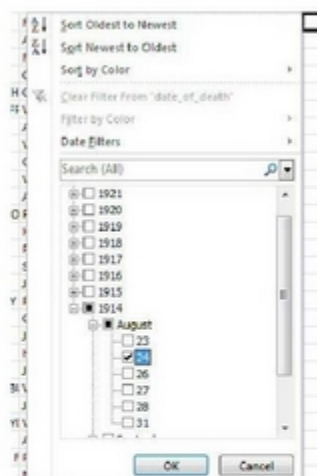 Sort Oldest to Newest
Sort Newest to Oldest
Sort by Color
Clear Filter From "date_of_death"
Filter by Color
Date Filters
Search (All)
1921
1920
1919
1918
1917
1916
1915
1914
August
23
24
26
27
28
31
OK
Cancel